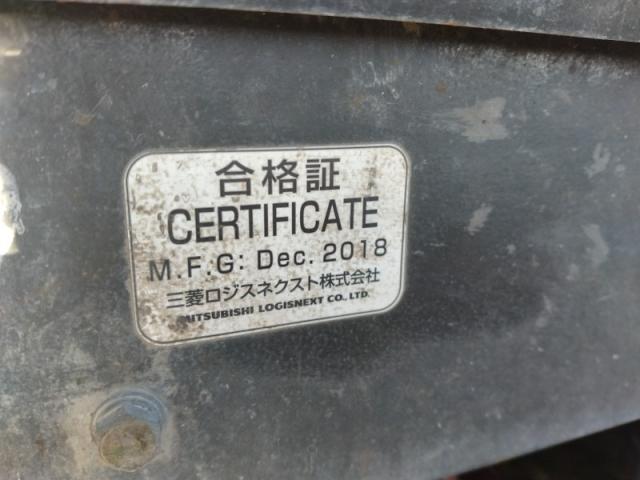 合格証
CERTIFICATE
M.F.G: Dec. 2018
三菱ロジスネクスト株式会社
MITSUBISHI LOGISNEXT CO., LTD.